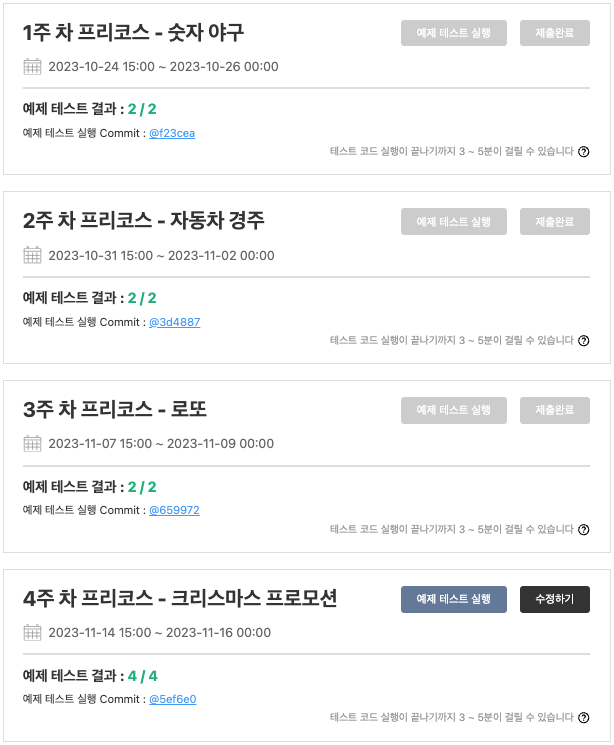 1주 차 프리코스 - 숫자 야구
예제 테스트 실행
제출완료
2023-10-24 15:00 ~ 2023-10-26 00:00
예제 테스트 결과 : 2 / 2
예제 테스트 실행 Commit : @f23cea
테스트 코드 실행이 끝나기까지 3 ~ 5분이 걸릴 수 있습니다 ?
2주 차 프리코스 - 자동차 경주
예제 테스트 실행
제출완료
2023-10-31 15:00 ~ 2023-11-02 00:00
예제 테스트 결과 : 2 / 2
예제 테스트 실행 Commit : @3d4887
테스트 코드 실행이 끝나기까지 3 ~ 5분이 걸릴 수 있습니다 ?
3주 차 프리코스 - 로또
예제 테스트 실행
제출완료
2023-11-07 15:00 ~ 2023-11-09 00:00
예제 테스트 결과 : 2 / 2
예제 테스트 실행 Commit : @659972
테스트 코드 실행이 끝나기까지 3 ~ 5분이 걸릴 수 있습니다 ?
4주 차 프리코스 - 크리스마스 프로모션
예제 테스트 실행
수정하기
2023-11-14 15:00 ~ 2023-11-16 00:00
예제 테스트 결과 : 4 / 4
예제 테스트 실행 Commit : @5ef6e0
테스트 코드 실행이 끝나기까지 3 ~ 5분이 걸릴 수 있습니다 ?